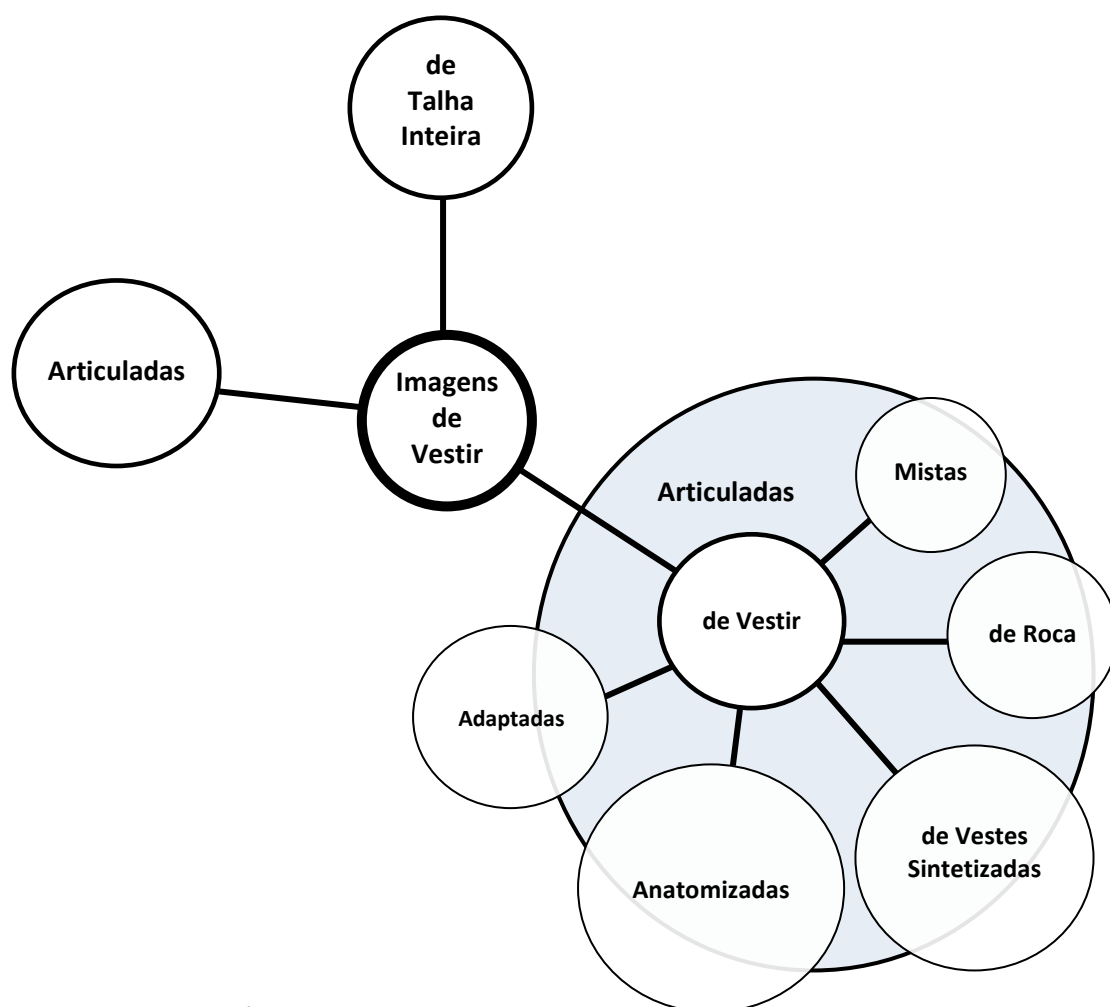 de
Talha
Inteira
Articuladas
Imagens
de
Vestir
Articuladas
Mistas
de Vestir
de Roca
Adaptadas
Anatomizadas
de Vestes
Sintetizadas